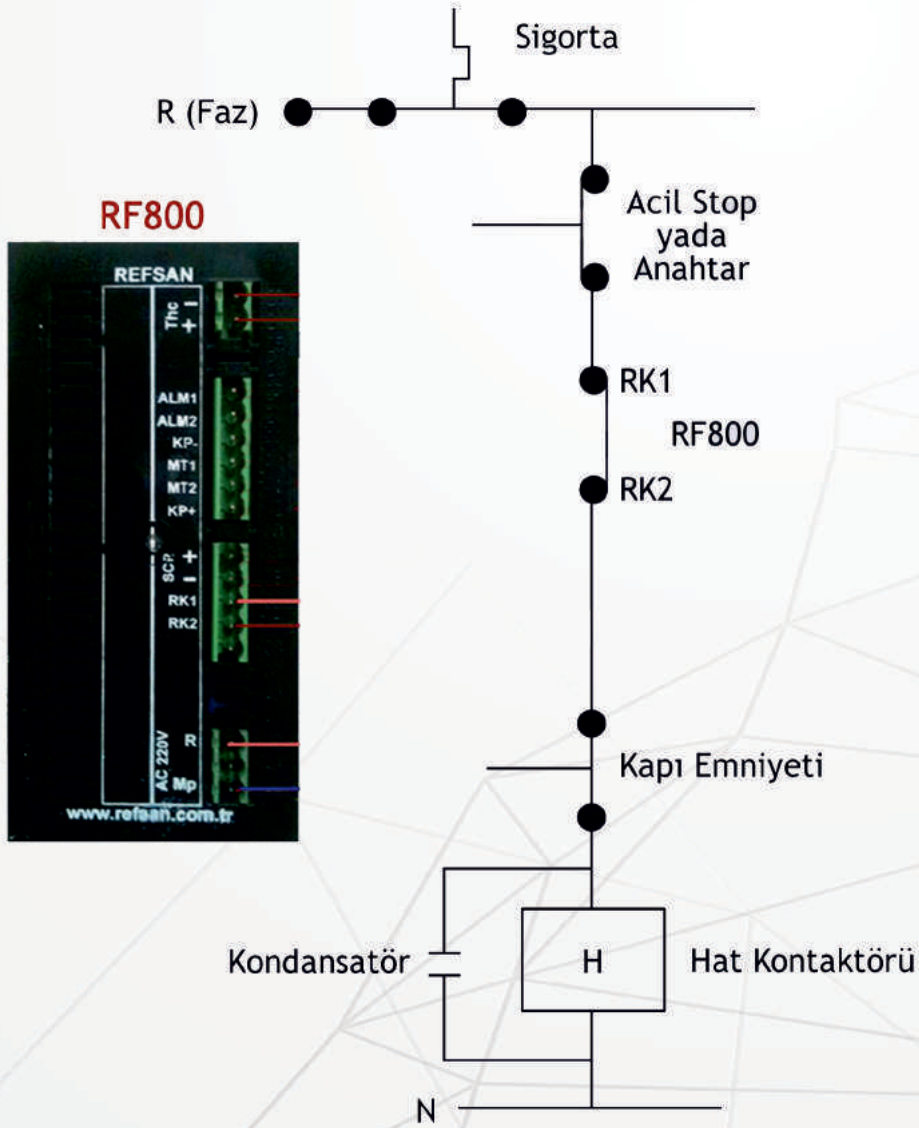 Sigorta
R (Faz)
RF800
Acil Stop
yada
Anahtar
REFSAN
Thc
−
+
ALM1
ALM2
KP-
MT1
MT2
KP+
SCR
+
−
RK1
RK2
AC 220V
R
Mp
www.refsan.com.tr
RK1
RF800
RK2
Kapı Emniyeti
Kondansatör
H
Hat Kontaktörü
N